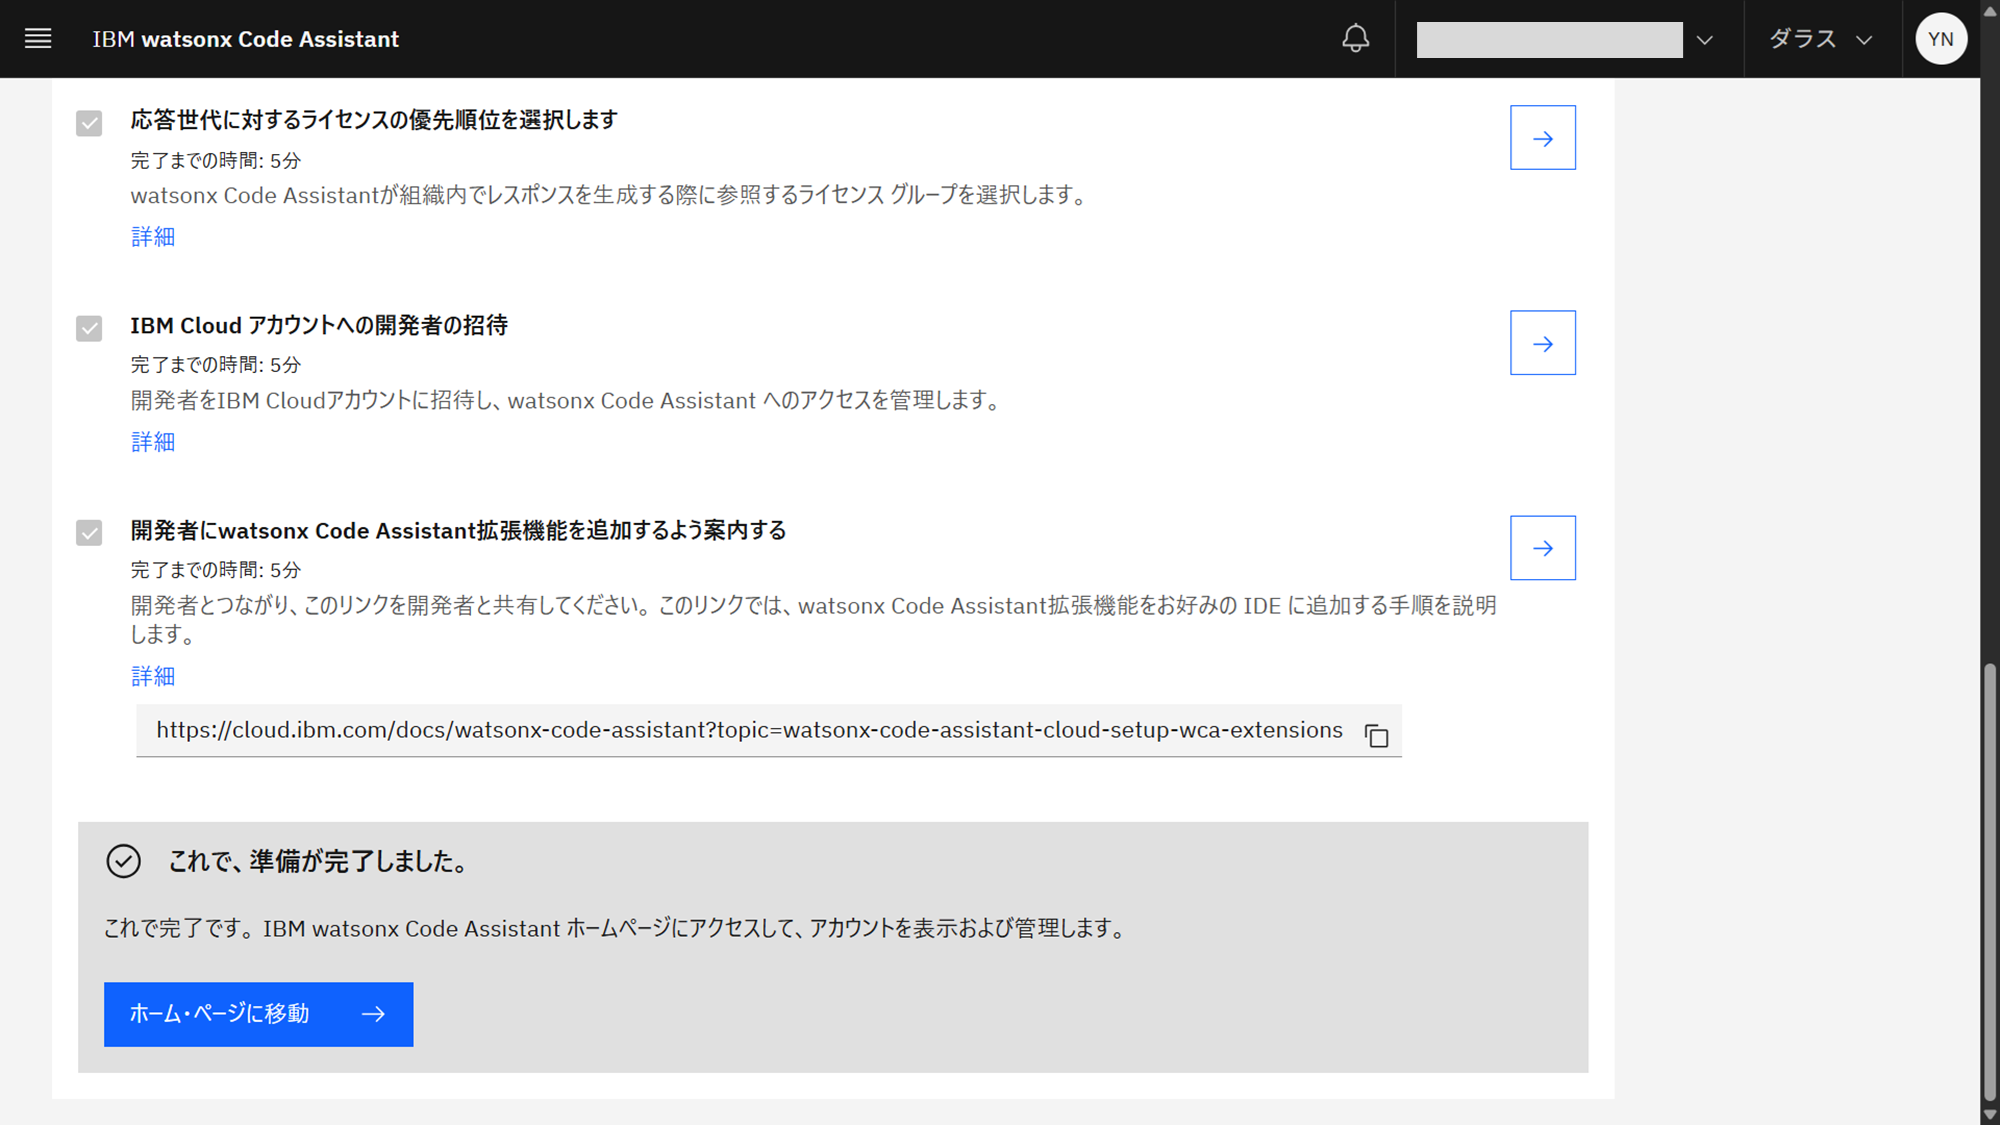 IBM watsonx Code Assistant
ダラス
YN
応答世代に対するライセンスの優先順位を選択します
完了までの時間: 5分
watsonx Code Assistantが組織内でレスポンスを生成する際に参照するライセンス グループを選択します。
詳細
IBM Cloud アカウントへの開発者の招待
完了までの時間: 5分
開発者をIBM Cloudアカウントに招待し、watsonx Code Assistant へのアクセスを管理します。
詳細
開発者にwatsonx Code Assistant拡張機能を追加するよう案内する
完了までの時間: 5分
開発者とつながり、このリンクを開発者と共有してください。 このリンクでは、watsonx Code Assistant拡張機能をお好みの IDE に追加する手順を説明
します。
詳細
https://cloud.ibm.com/docs/watsonx-code-assistant?topic=watsonx-code-assistant-cloud-setup-wca-extensions
これで、準備が完了しました。
これで完了です。 IBM watsonx Code Assistant ホームページにアクセスして、アカウントを表示および管理します。
ホーム・ページに移動